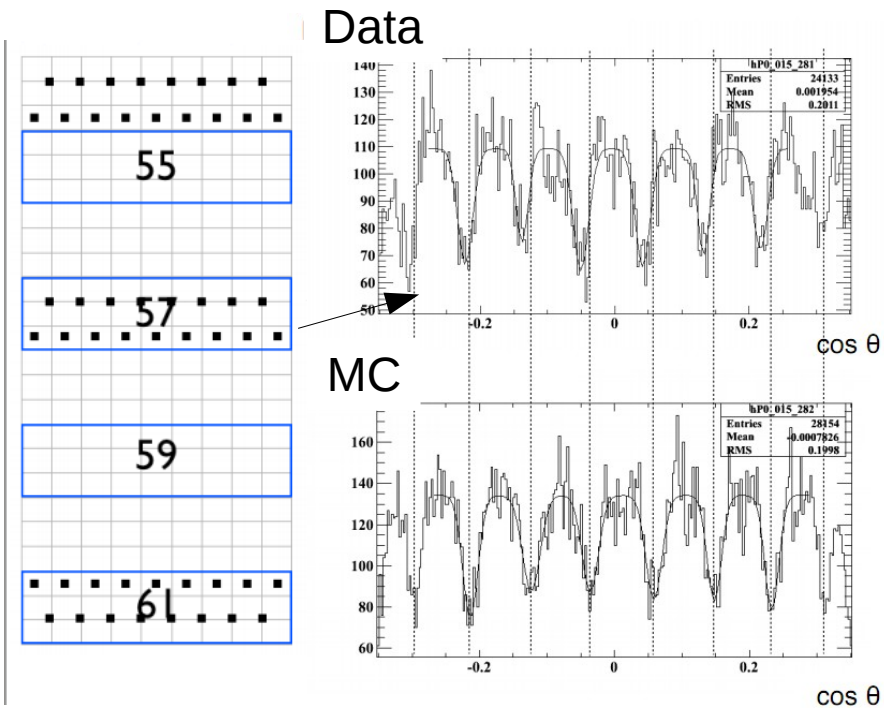 Data
55
57
59
61
140
130
120
110
100
90
80
70
60
50
-0.2
0
0.2
cos θ
hP0_015_281
Entries 24133
Mean 0.001954
RMS 0.2011
MC
160
140
120
100
80
60
-0.2
0
0.2
cos θ
hP0_015_282
Entries 28154
Mean -0.0007826
RMS 0.1998